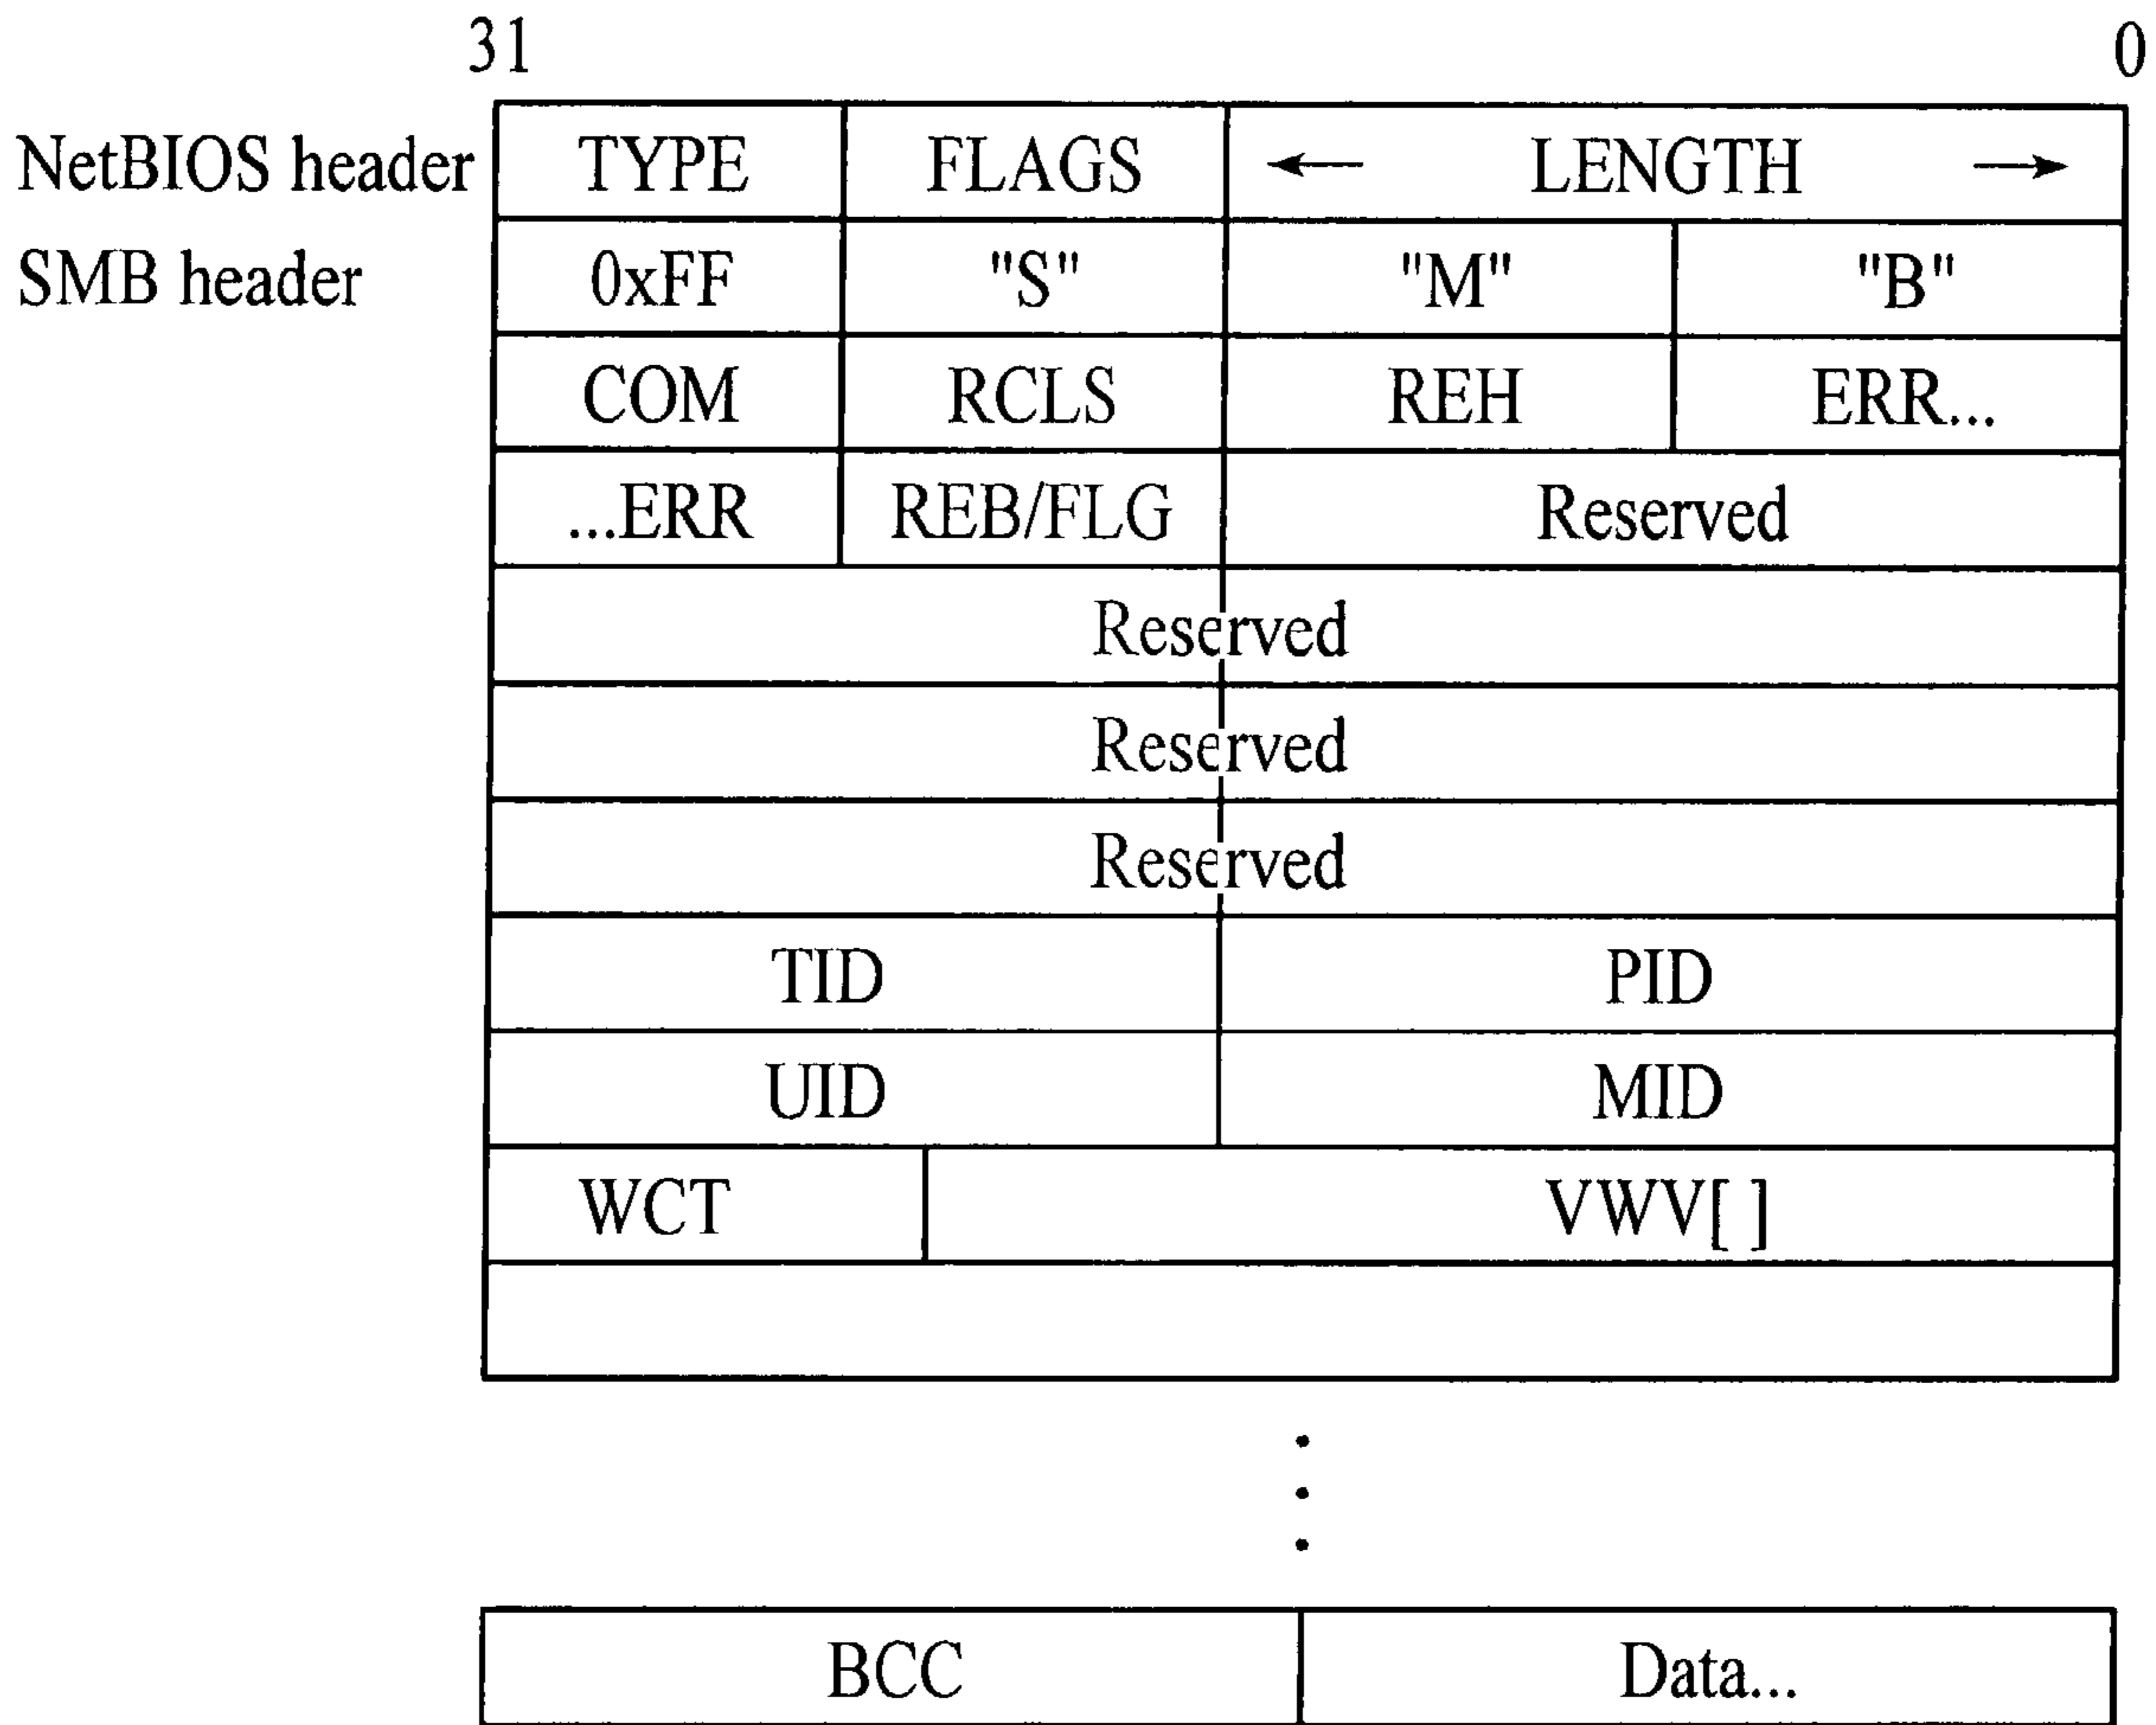 31 0
NetBIOS header TYPE FLAGS LENGTH
SMB header 0xFF "S" "M" "B"
COM RCLS REH ERR...
...ERR REB/FLG Reserved
Reserved
Reserved
Reserved
TID PID
UID MID
WCT VWV[ ]
BCC Data...